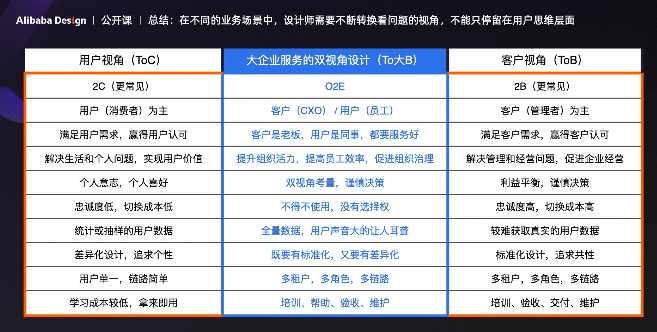 Alibaba Design | 公开课 | 总结：在不同的业务场景中，设计师需要不断转换看问题的视角，不能只停留在用户思维层面
用户视角（ToC） 大企业服务的双视角设计（To大B） 客户视角（ToB）
2C（更常见） O2E 2B（更常见）
用户（消费者）为主 客户（CXO）/ 用户（员工） 客户（管理者）为主
满足用户需求，赢得用户认可 客户是老板，用户是同事，都要服务好 满足客户需求，赢得客户认可
解决生活和个人问题，实现用户价值 提升组织活力，提高员工效率，促进组织治理 解决管理和经营问题，促进企业经营
个人意志，个人喜好 双视角考量，谨慎决策 利益平衡，谨慎决策
忠诚度低，切换成本低 不得不使用，没有选择权 忠诚度高，切换成本高
统计或抽样的用户数据 全量数据，用户声音大的让人耳聋 较难获取真实的用户数据
差异化设计，追求个性 既要有标准化，又要有差异化 标准化设计，追求共性
用户单一，链路简单 多租户，多角色，多链路 多租户，多角色，多链路
学习成本较低，拿来即用 培训、帮助、验收、维护 培训、验收、交付、维护